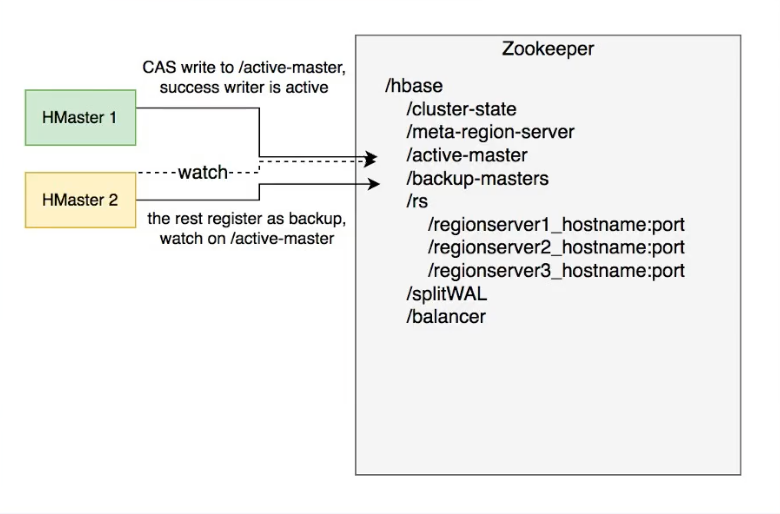 Zookeeper
CAS write to /active-master,
success writer is active
HMaster 1
watch
HMaster 2
the rest register as backup,
watch on /active-master
/hbase
/cluster-state
/meta-region-server
/active-master
/backup-masters
/rs
/regionserver1_hostname:port
/regionserver2_hostname:port
/regionserver3_hostname:port
/splitWAL
/balancer